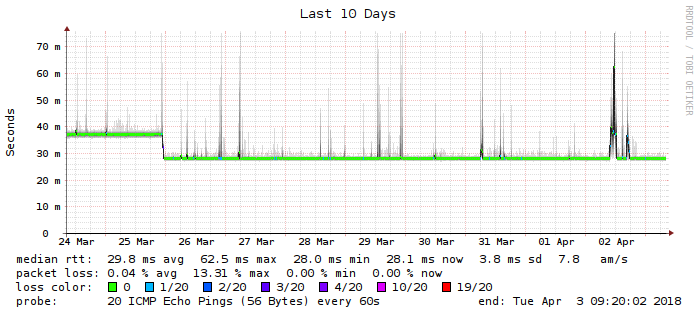 Last 10 Days
RRDTOOL / TOBI OETIKER
Seconds
70 m
60 m
50 m
40 m
30 m
20 m
10 m
0
24 Mar 25 Mar 26 Mar 27 Mar 28 Mar 29 Mar 30 Mar 31 Mar 01 Apr 02 Apr
median rtt: 29.8 ms avg 62.5 ms max 28.0 ms min 28.1 ms now 3.8 ms sd 7.8 am/s
packet loss: 0.04 % avg 13.31 % max 0.00 % min 0.00 % now
loss color: 0 1/20 2/20 3/20 4/20 10/20 19/20
probe: 20 ICMP Echo Pings (56 Bytes) every 60s end: Tue Apr 3 09:20:02 2018